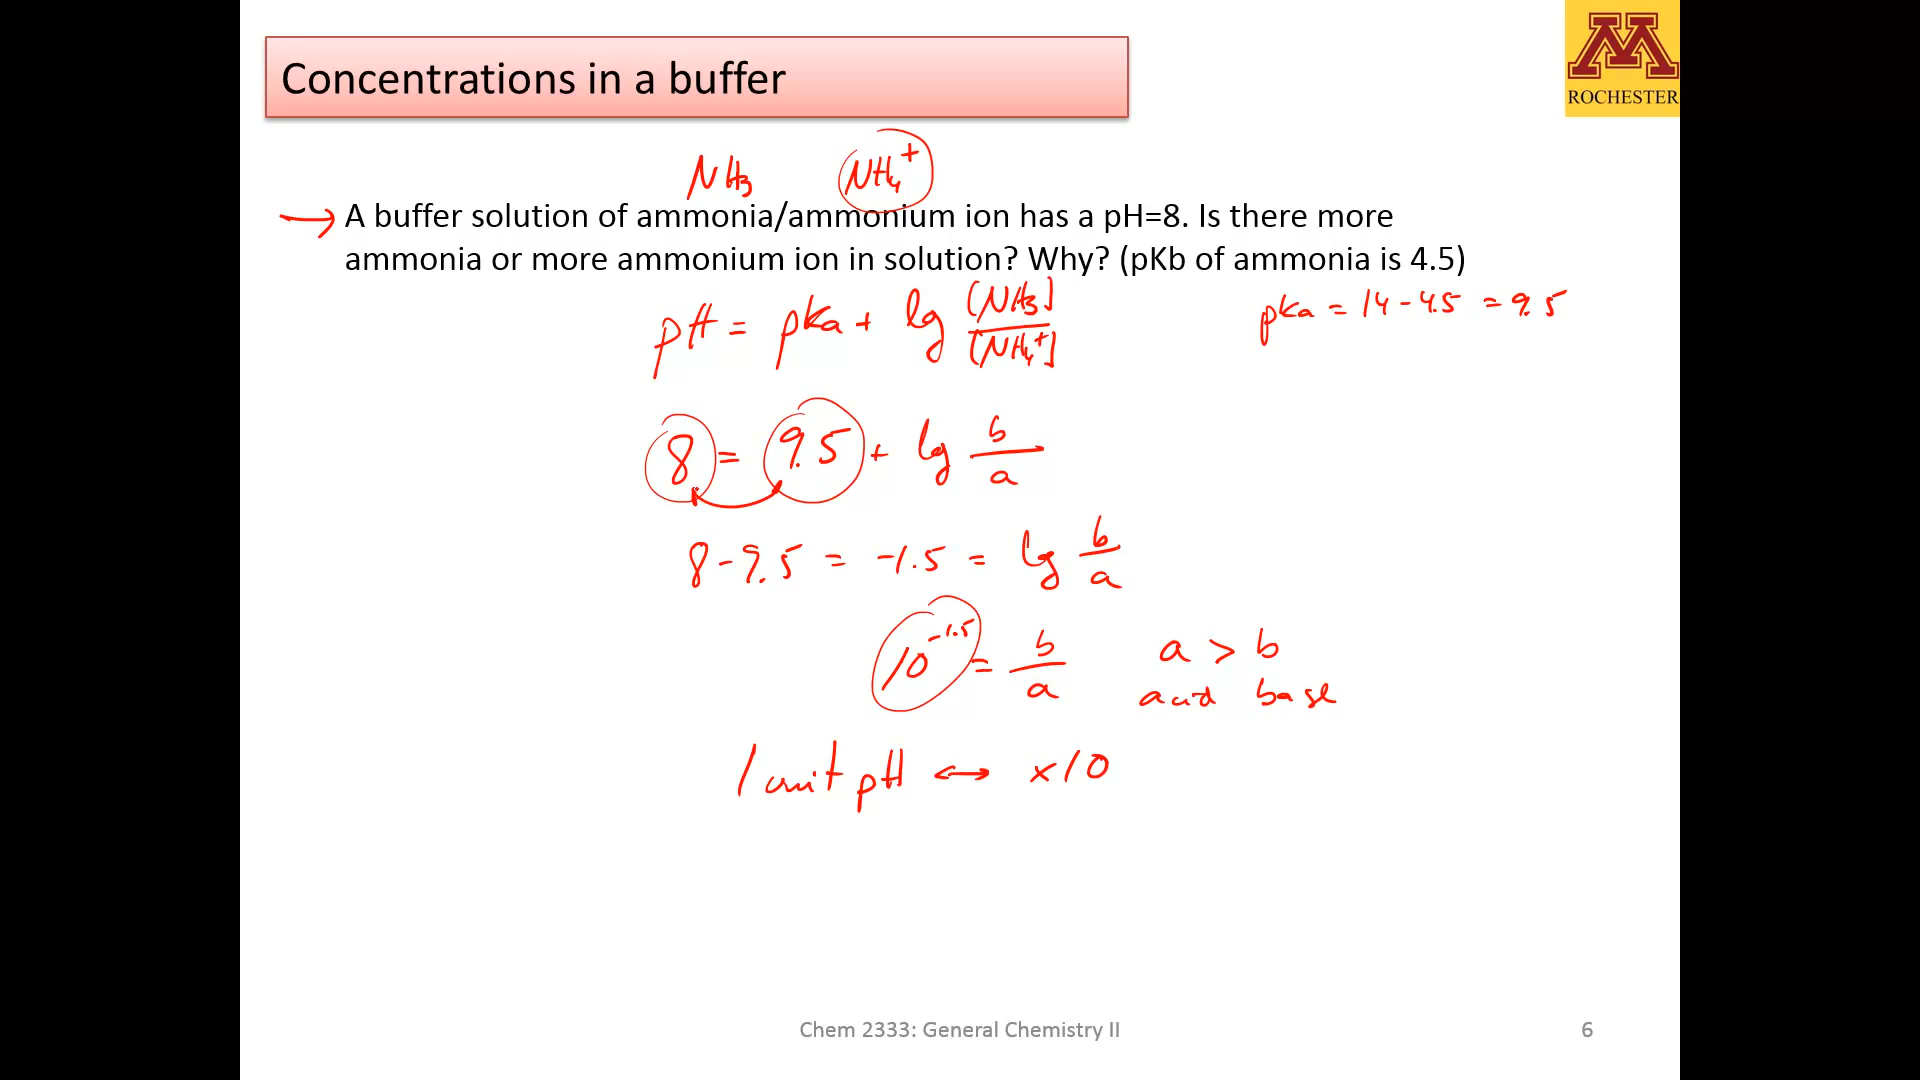 Concentrations in a buffer
M
ROCHESTER
NH₃ NH₄⁺
→ A buffer solution of ammonia/ammonium ion has a pH=8. Is there more
ammonia or more ammonium ion in solution? Why? (pKb of ammonia is 4.5)
pKa = 14 - 4.5 = 9.5
pH = pKa + lg [NH₃]/[NH₄⁺]
8 = 9.5 + lg b/a
8 - 9.5 = -1.5 = lg b/a
10^-1.5 = b/a a > b
acid base
1 unit pH ↔ x10
Chem 2333: General Chemistry II 6